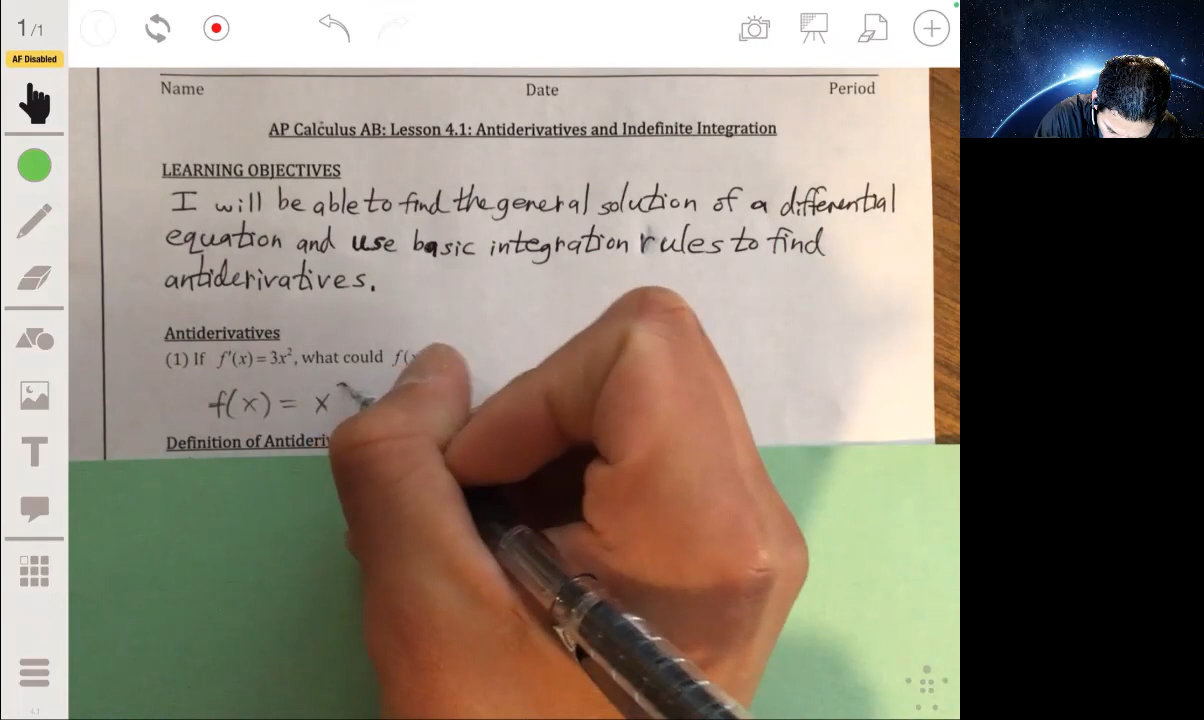 1/1
AF Disabled
Name Date Period
AP Calculus AB: Lesson 4.1: Antiderivatives and Indefinite Integration
LEARNING OBJECTIVES
I will be able to find the general solution of a differential
equation and use basic integration rules to find
antiderivatives.
Antiderivatives
(1) If f'(x) = 3x², what could f(
f(x) = x
Definition of
T
4.1